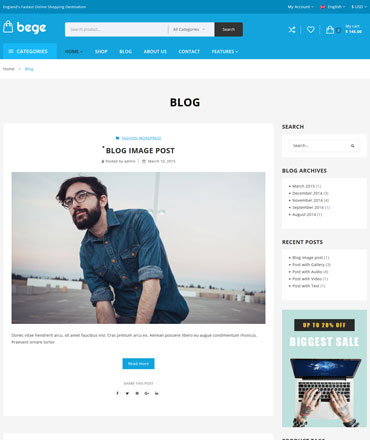 England's Fastest Online Shopping Destination
My Account
English
$ USD
bege
Search product...
All Categories
Search
My cart
$ 145.00
CATEGORIES
HOME
SHOP
BLOG
ABOUT US
CONTACT
FEATURES
Home
Blog
BLOG
FASHION WORDPRESS
BLOG IMAGE POST
Posted by admin
March 10, 2015
Donec vitae hendrerit arcu, sit amet faucibus nisl. Cras pretium arcu ex. Aenean posuere libero eu augue condimentum rhoncus.
Praesent ornare tortor
Read more
SHARE THIS POST
SEARCH
Search...
BLOG ARCHIVES
March 2015 (1)
December 2014 (3)
November 2014 (4)
September 2014 (1)
August 2014 (1)
RECENT POSTS
Blog image post (1)
Post with Gallery (3)
Post with Audio (4)
Post with Video (1)
Post with Text (1)
UP TO 20% OFF
BIGGEST SALE